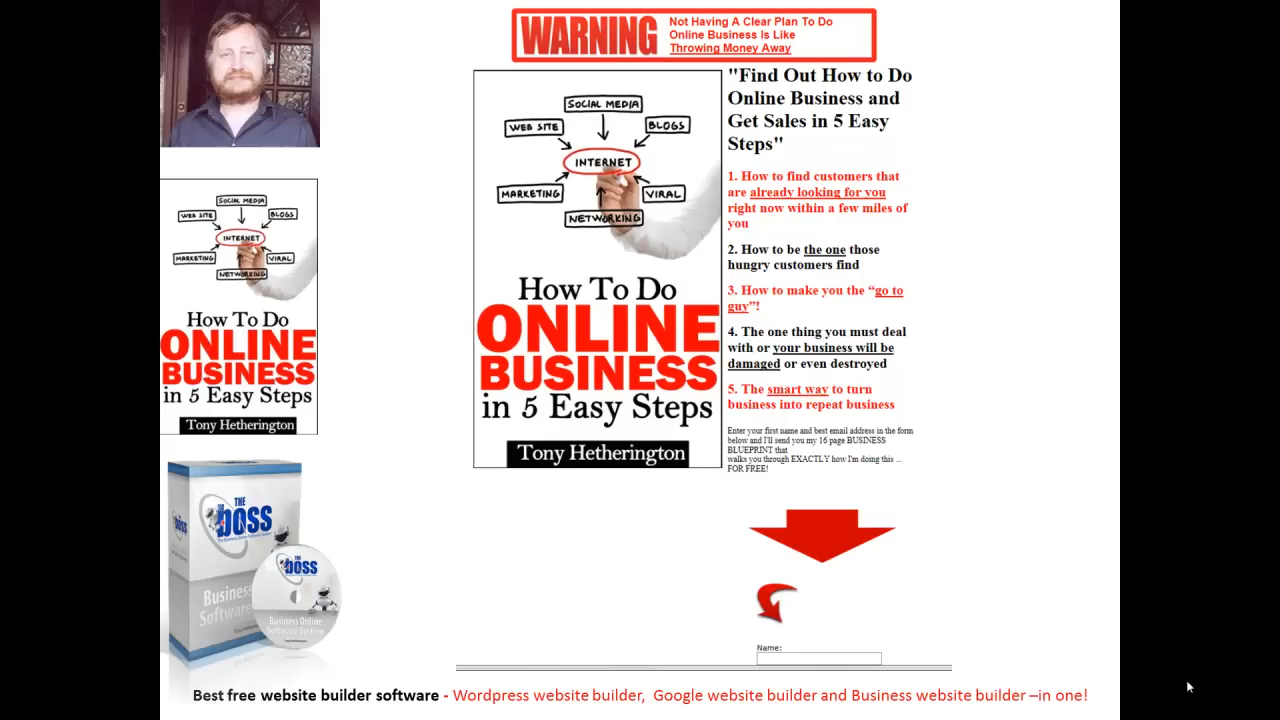 WARNING
Not Having A Clear Plan To Do
Online Business Is Like
Throwing Money Away
SOCIAL MEDIA
WEB SITE
BLOGS
INTERNET
MARKETING
VIRAL
NETWORKING
How To Do
ONLINE
BUSINESS
in 5 Easy Steps
Tony Hetherington
"Find Out How to Do
Online Business and
Get Sales in 5 Easy
Steps"
1. How to find customers that
are already looking for you
right now within a few miles of
you
2. How to be the one those
hungry customers find
3. How to make you the “go to
guy”!
4. The one thing you must deal
with or your business will be
damaged or even destroyed
5. The smart way to turn
business into repeat business
Enter your first name and best email address in the form
below and I'll send you my 16 page BUSINESS
BLUEPRINT that
walks you through EXACTLY how I'm doing this ...
FOR FREE!
Name:
SOCIAL MEDIA
WEB SITE
BLOGS
INTERNET
MARKETING
VIRAL
NETWORKING
How To Do
ONLINE
BUSINESS
in 5 Easy Steps
Tony Hetherington
THE
BOSS
The Business Online Software System
Business
Software
THE
BOSS
Business Online
Software System
Best free website builder software - Wordpress website builder, Google website builder and Business website builder –in one!